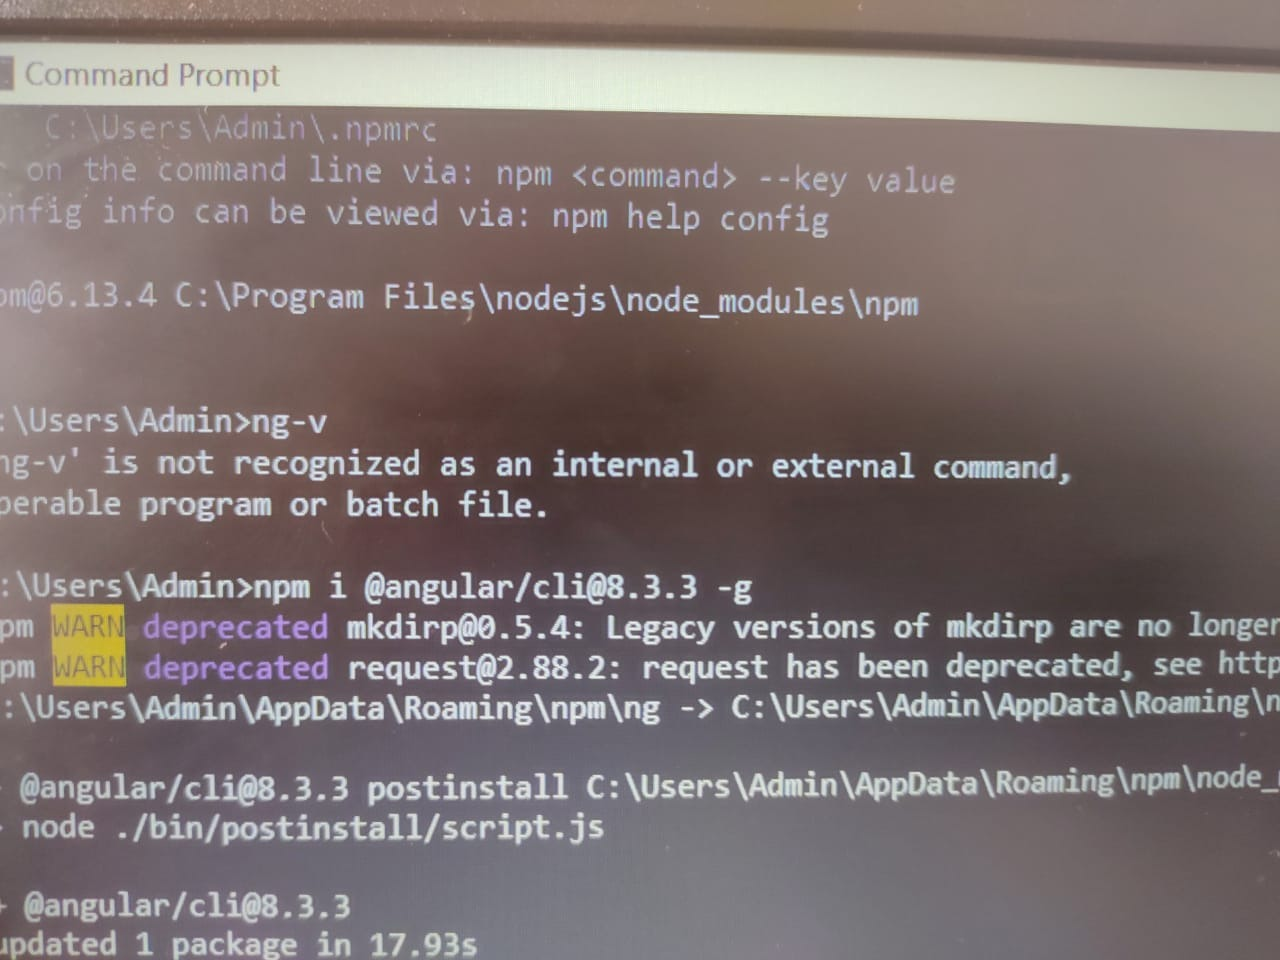 Command Prompt
C:\Users\Admin\.npmrc
on the command line via: npm <command> --key value
nfig info can be viewed via: npm help config
pm@6.13.4 C:\Program Files\nodejs\node_modules\npm
:\Users\Admin>ng-v
ng-v' is not recognized as an internal or external command,
perable program or batch file.
:\Users\Admin>npm i @angular/cli@8.3.3 -g
pm WARN deprecated mkdirp@0.5.4: Legacy versions of mkdirp are no longer
pm WARN deprecated request@2.88.2: request has been deprecated, see http
:\Users\Admin\AppData\Roaming\npm\ng -> C:\Users\Admin\AppData\Roaming\n
@angular/cli@8.3.3 postinstall C:\Users\Admin\AppData\Roaming\npm\node_
node ./bin/postinstall/script.js
+ @angular/cli@8.3.3
updated 1 package in 17.93s